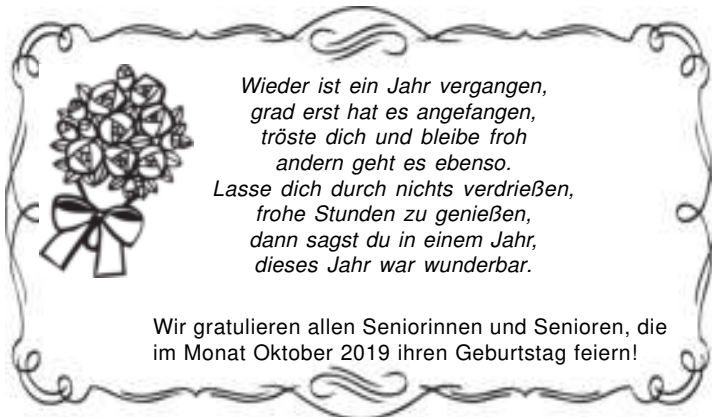 Wieder ist ein Jahr vergangen,
grad erst hat es angefangen,
tröste dich und bleibe froh
andern geht es ebenso.
Lasse dich durch nichts verdrießen,
frohe Stunden zu genießen,
dann sagst du in einem Jahr,
dieses Jahr war wunderbar.
Wir gratulieren allen Seniorinnen und Senioren, die
im Monat Oktober 2019 ihren Geburtstag feiern!